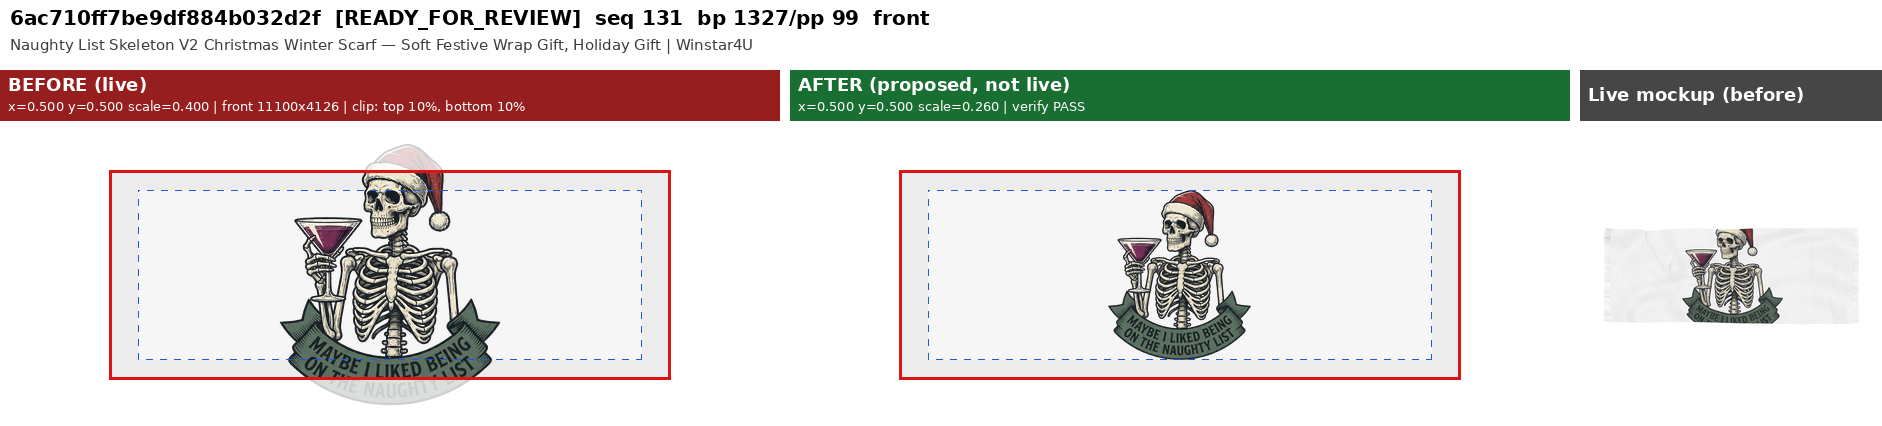 6ac710ff7be9df884b032d2f [READY_FOR_REVIEW] seq 131 bp 1327/pp 99 front
Naughty List Skeleton V2 Christmas Winter Scarf — Soft Festive Wrap Gift, Holiday Gift | Winstar4U
BEFORE (live)
x=0.500 y=0.500 scale=0.400 | front 11100x4126 | clip: top 10%, bottom 10%
AFTER (proposed, not live)
x=0.500 y=0.500 scale=0.260 | verify PASS
Live mockup (before)
MAYBE I LIKED BEING
ON THE NAUGHTY LIST
MAYBE I LIKED BEING
ON THE NAUGHTY LIST
MAYBE I LIKED BEING